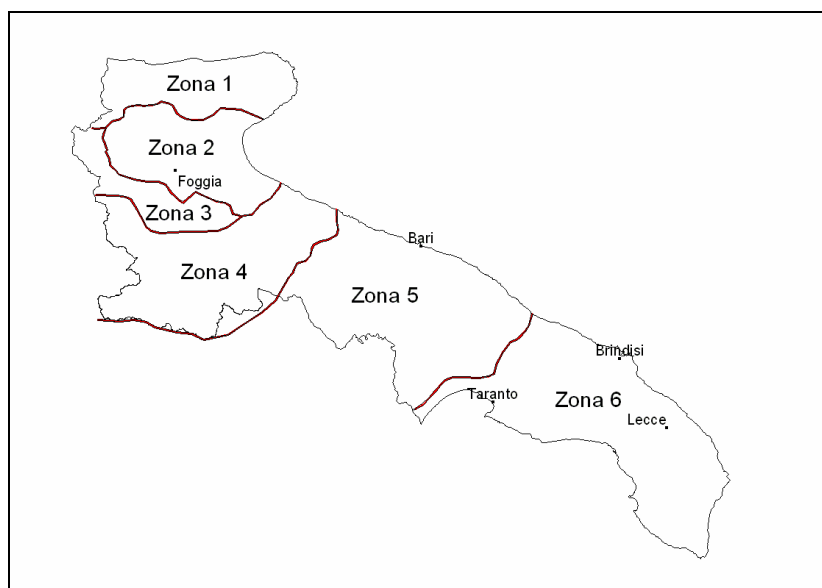 Zona 1
Zona 2
Foggia
Zona 3
Bari
Zona 4
Zona 5
Brindisi
Taranto
Zona 6
Lecce